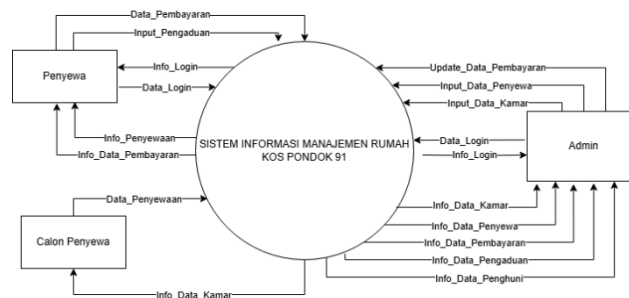 Data_Pembayaran
Input_Pengaduan
Info_Login
Update_Data_Pembayaran
Penyewa
Input_Data_Penyewa
Data_Login
Input_Data_Kamar
Info_Penyewaan
SISTEM INFORMASI MANAJEMEN RUMAH
KOS PONDOK 91
Data_Login
Admin
Info_Data_Pembayaran
Info_Login
Data_Penyewaan
Info_Data_Kamar
Info_Data_Penyewa
Calon Penyewa
Info_Data_Pembayaran
Info_Data_Pengaduan
Info_Data_Penghuni
Info_Data_Kamar